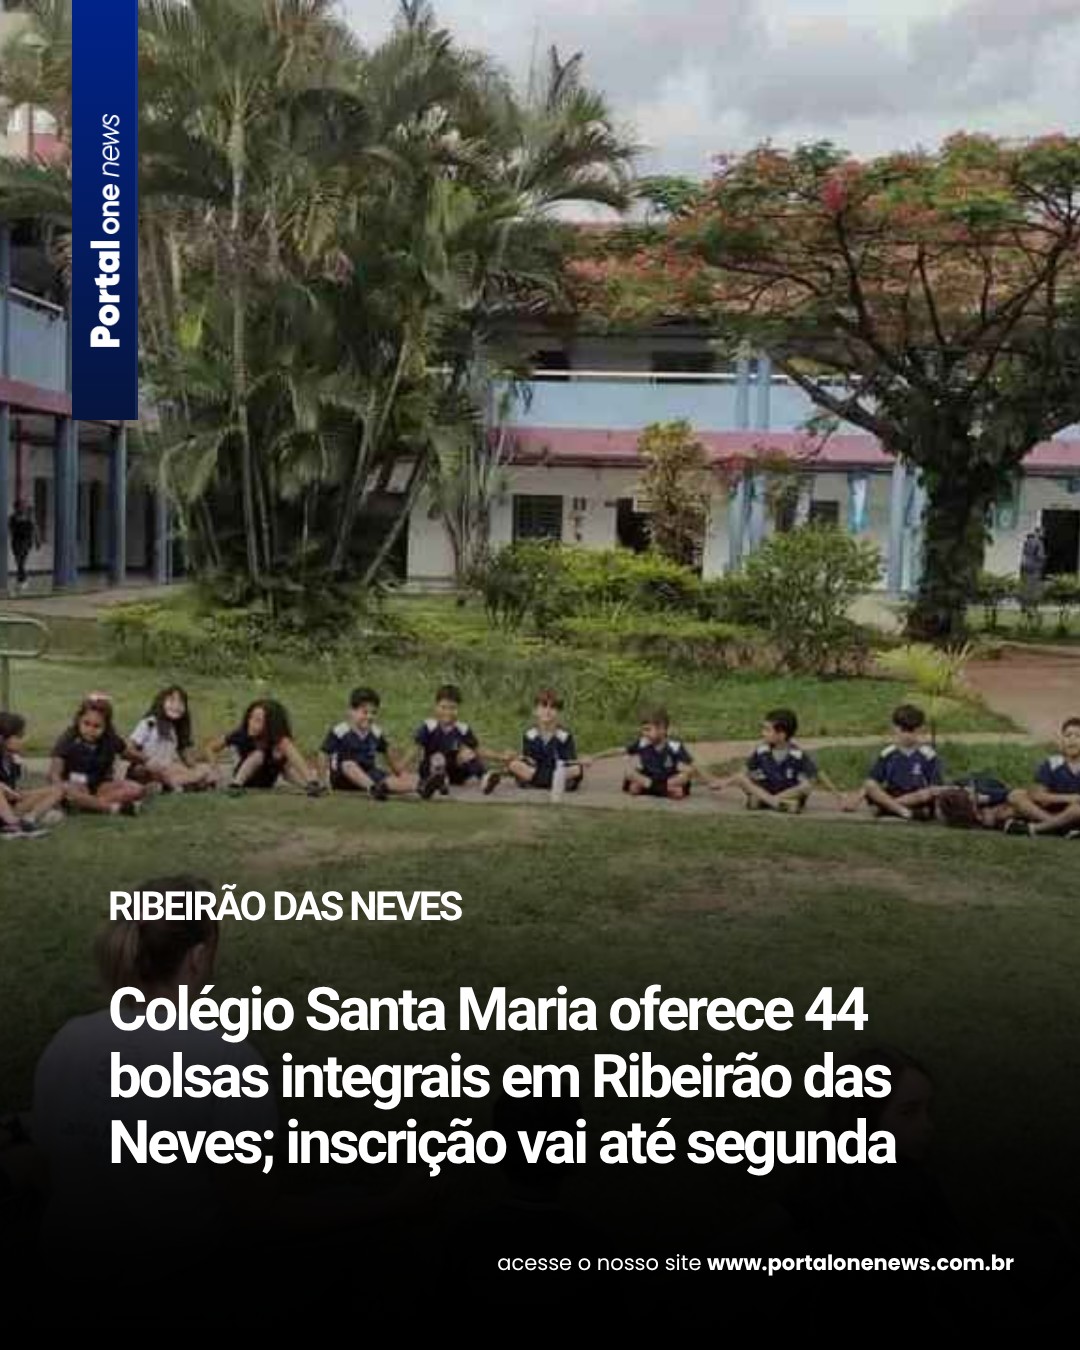 Portal one news
RIBEIRÃO DAS NEVES
Colégio Santa Maria oferece 44
bolsas integrais em Ribeirão das
Neves; inscrição vai até segunda
acesse o nosso site www.portalonenews.com.br